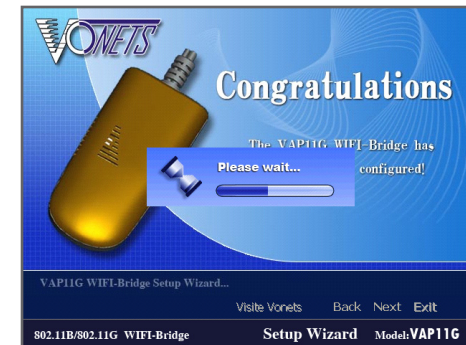 VONETS
Congratulations
The VAP11G WIFI-Bridge has
configured!
Please wait...
VAP11G WIFI-Bridge Setup Wizard...
Visite Vonets Back Next Exit
802.11B/802.11G WIFI-Bridge Setup Wizard Model:VAP11G